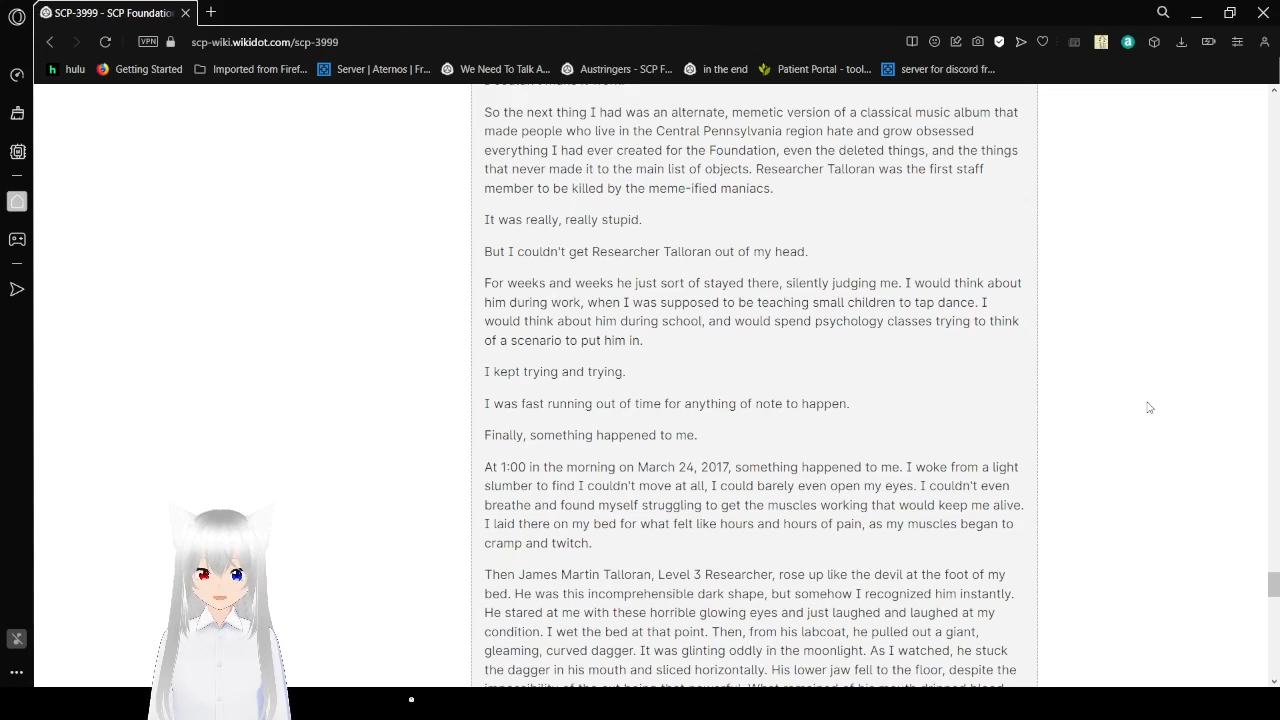 SCP-3999 - SCP Foundatio
VPN
scp-wiki.wikidot.com/scp-3999
hulu
Getting Started
Imported from Firef...
Server | Aternos | Fr...
We Need To Talk A...
Austringers - SCP F...
in the end
Patient Portal - tool...
server for discord fr...
So the next thing I had was an alternate, memetic version of a classical music album that
made people who live in the Central Pennsylvania region hate and grow obsessed
everything I had ever created for the Foundation, even the deleted things, and the things
that never made it to the main list of objects. Researcher Talloran was the first staff
member to be killed by the meme-ified maniacs.
It was really, really stupid.
But I couldn't get Researcher Talloran out of my head.
For weeks and weeks he just sort of stayed there, silently judging me. I would think about
him during work, when I was supposed to be teaching small children to tap dance. I
would think about him during school, and would spend psychology classes trying to think
of a scenario to put him in.
I kept trying and trying.
I was fast running out of time for anything of note to happen.
Finally, something happened to me.
At 1:00 in the morning on March 24, 2017, something happened to me. I woke from a light
slumber to find I couldn't move at all, I could barely even open my eyes. I couldn't even
breathe and found myself struggling to get the muscles working that would keep me alive.
I laid there on my bed for what felt like hours and hours of pain, as my muscles began to
cramp and twitch.
Then James Martin Talloran, Level 3 Researcher, rose up like the devil at the foot of my
bed. He was this incomprehensible dark shape, but somehow I recognized him instantly.
He stared at me with these horrible glowing eyes and just laughed and laughed at my
condition. I wet the bed at that point. Then, from his labcoat, he pulled out a giant,
gleaming, curved dagger. It was glinting oddly in the moonlight. As I watched, he stuck
the dagger in his mouth and sliced horizontally. His lower jaw fell to the floor, despite the